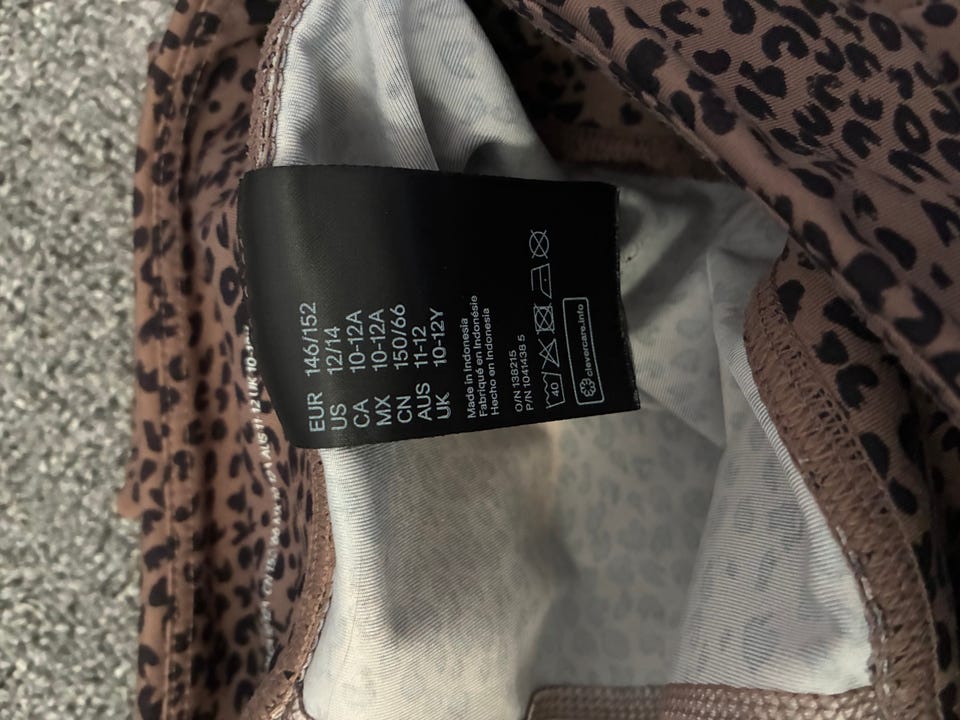 EUR 146/152
US 12/14
CA 10-12A
MX 10-12A
CN 150/66
AUS 11-12
UK 10-12Y
Made in Indonesia
Fabriqué en Indonésie
Hecho en Indonesia
O/N 138215
P/N 1041438 5
40
clevercare.info